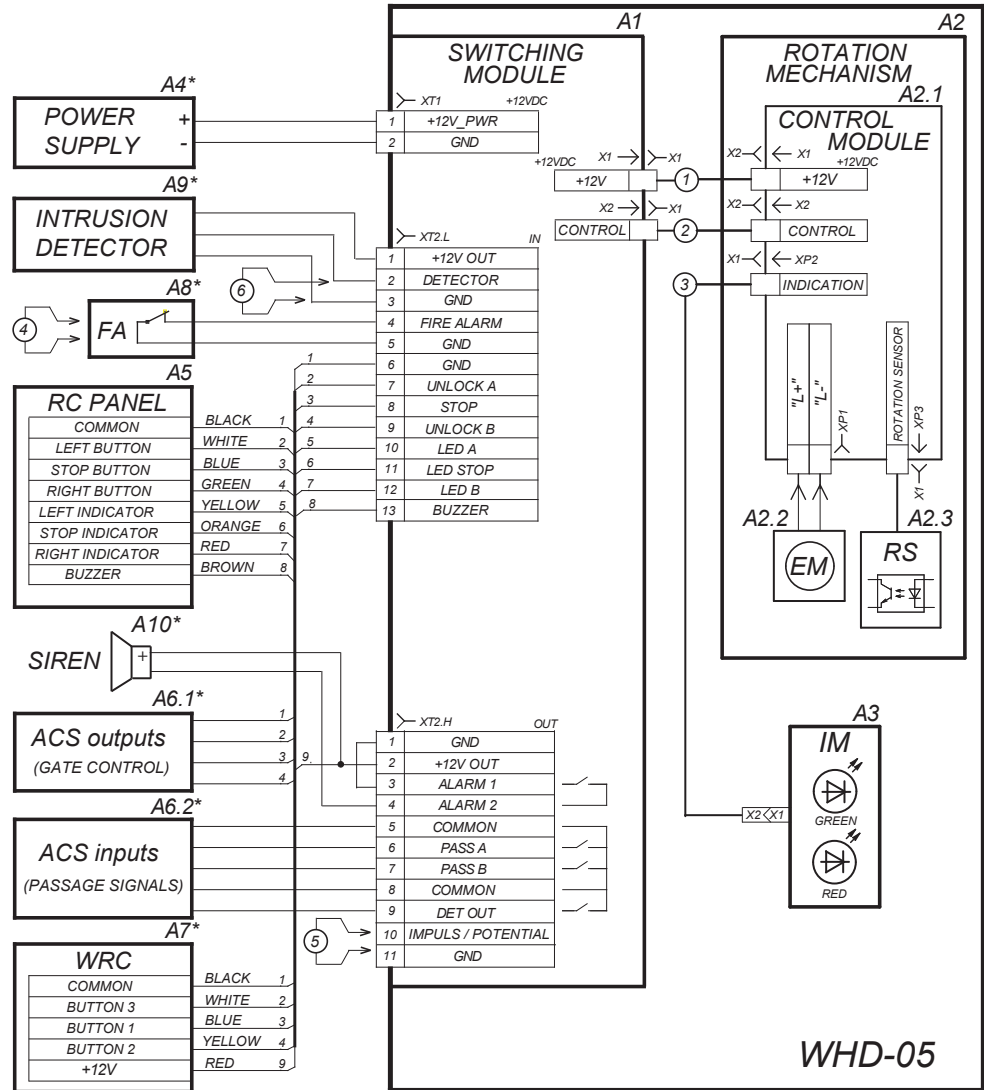 A1
A2
SWITCHING
MODULE
ROTATION
MECHANISM
A2.1
CONTROL
MODULE
A4*
POWER
SUPPLY
+
-
XT1
+12VDC
1 +12V_PWR
2 GND
+12VDC
X1
X1
+12V
1
X2
X1
CONTROL
2
X2
X1
+12VDC
+12V
X2
X2
CONTROL
X1
XP2
3
INDICATION
A9*
INTRUSION
DETECTOR
6
A8*
FA
4
XT2.L
IN
1 +12V OUT
2 DETECTOR
3 GND
4 FIRE ALARM
5 GND
6 GND
7 UNLOCK A
8 STOP
9 UNLOCK B
10 LED A
11 LED STOP
12 LED B
13 BUZZER
1
2
3
4
5
6
7
8
"L+"
"L-"
XP1
ROTATION SENSOR
XP3
X1
A2.2
EM
A2.3
RS
A5
RC PANEL
COMMON BLACK 1
LEFT BUTTON WHITE 2
STOP BUTTON BLUE 3
RIGHT BUTTON GREEN 4
LEFT INDICATOR YELLOW 5
STOP INDICATOR ORANGE 6
RIGHT INDICATOR RED 7
BUZZER BROWN 8
A10*
SIREN
+
A6.1*
ACS outputs
(GATE CONTROL)
1
2
3
4
9.
XT2.H
OUT
1 GND
2 +12V OUT
3 ALARM 1
4 ALARM 2
5 COMMON
6 PASS A
7 PASS B
8 COMMON
9 DET OUT
10 IMPULS / POTENTIAL
11 GND
5
A6.2*
ACS inputs
(PASSAGE SIGNALS)
A3
IM
GREEN
RED
X2
X1
A7*
WRC
COMMON BLACK 1
BUTTON 3 WHITE 2
BUTTON 1 BLUE 3
BUTTON 2 YELLOW 4
+12V RED 9
WHD-05